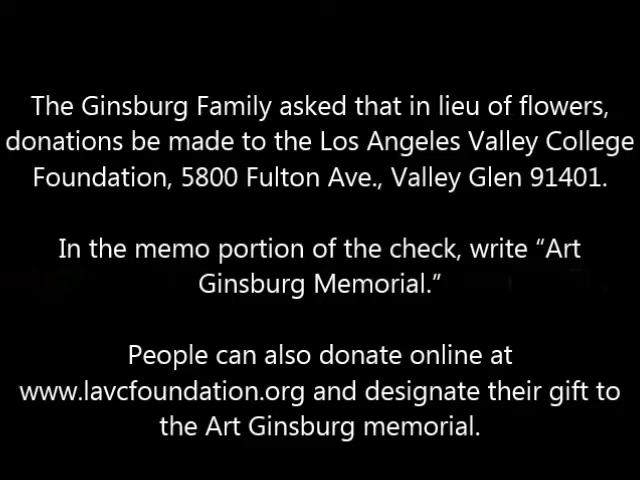 The Ginsburg Family asked that in lieu of flowers,
donations be made to the Los Angeles Valley College
Foundation, 5800 Fulton Ave., Valley Glen 91401.
In the memo portion of the check, write “Art
Ginsburg Memorial.”
People can also donate online at
www.lavcfoundation.org and designate their gift to
the Art Ginsburg memorial.